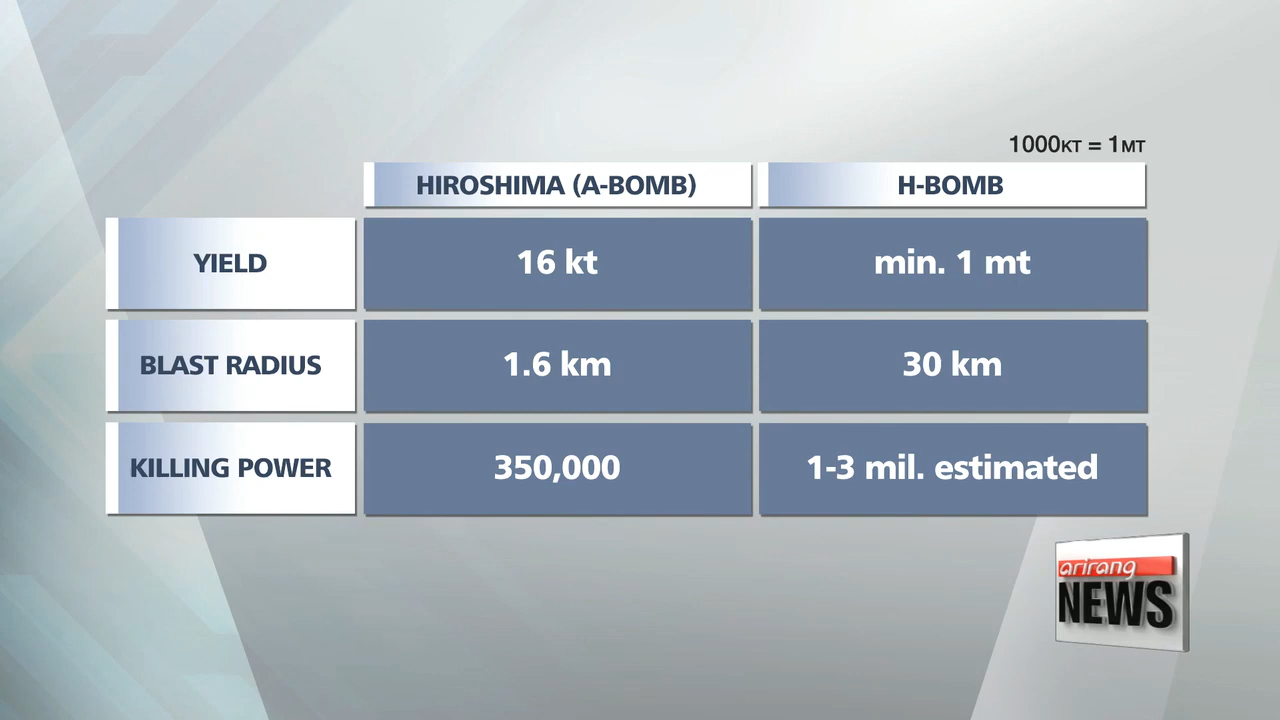 1000KT = 1MT
HIROSHIMA (A-BOMB) H-BOMB
YIELD 16 kt min. 1 mt
BLAST RADIUS 1.6 km 30 km
KILLING POWER 350,000 1-3 mil. estimated
arirang
NEWS